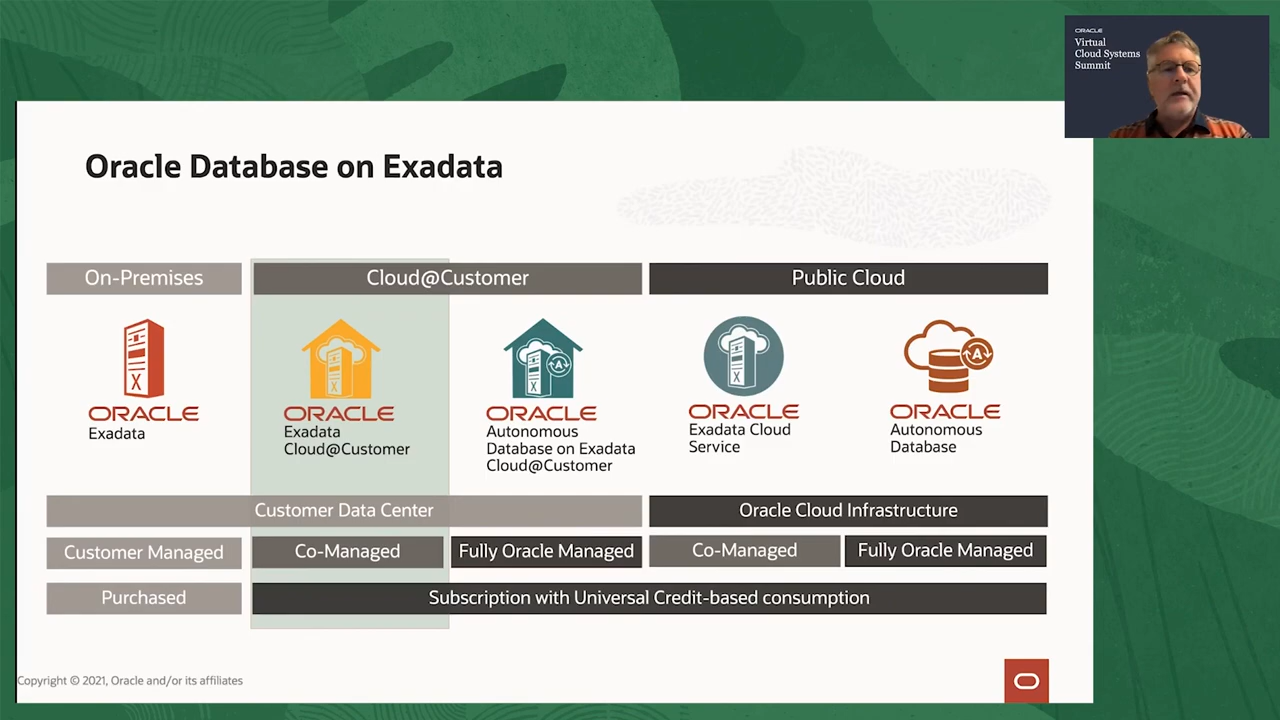 ORACLE
Virtual
Cloud Systems
Summit
Oracle Database on Exadata
On-Premises
Cloud@Customer
Public Cloud
X
ORACLE
Exadata
X
ORACLE
Exadata
Cloud@Customer
X
A
ORACLE
Autonomous
Database on Exadata
Cloud@Customer
X
ORACLE
Exadata Cloud
Service
A
ORACLE
Autonomous
Database
Customer Data Center
Oracle Cloud Infrastructure
Customer Managed
Co-Managed
Fully Oracle Managed
Co-Managed
Fully Oracle Managed
Purchased
Subscription with Universal Credit-based consumption
Copyright © 2021, Oracle and/or its affiliates